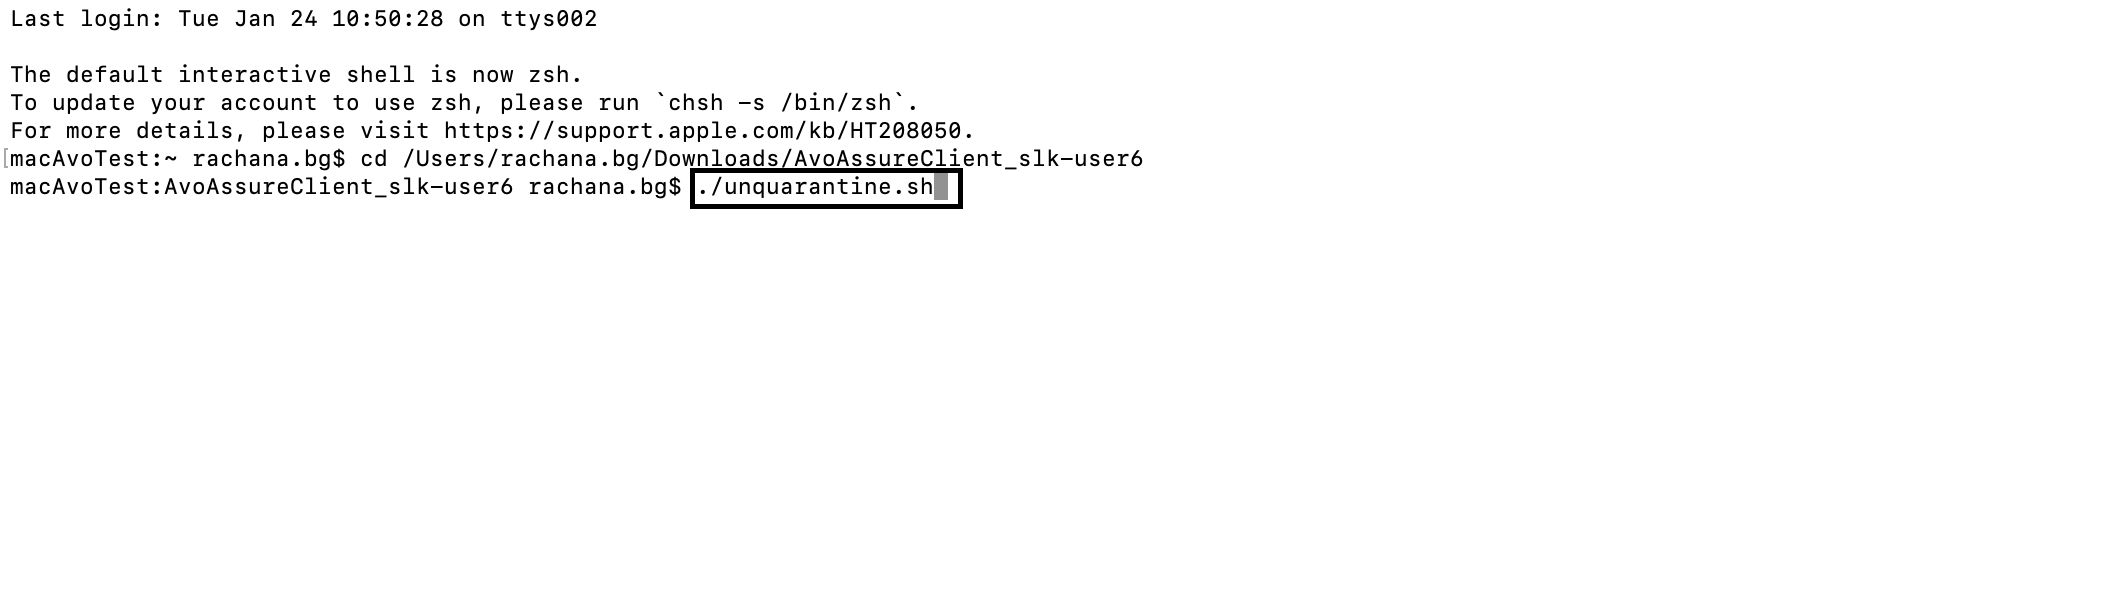 Last login: Tue Jan 24 10:50:28 on ttys002
The default interactive shell is now zsh.
To update your account to use zsh, please run `chsh -s /bin/zsh`.
For more details, please visit https://support.apple.com/kb/HT208050.
[macAvoTest:~ rachana.bg$ cd /Users/rachana.bg/Downloads/AvoAssureClient_slk-user6
macAvoTest:AvoAssureClient_slk-user6 rachana.bg$ ./unquarantine.sh